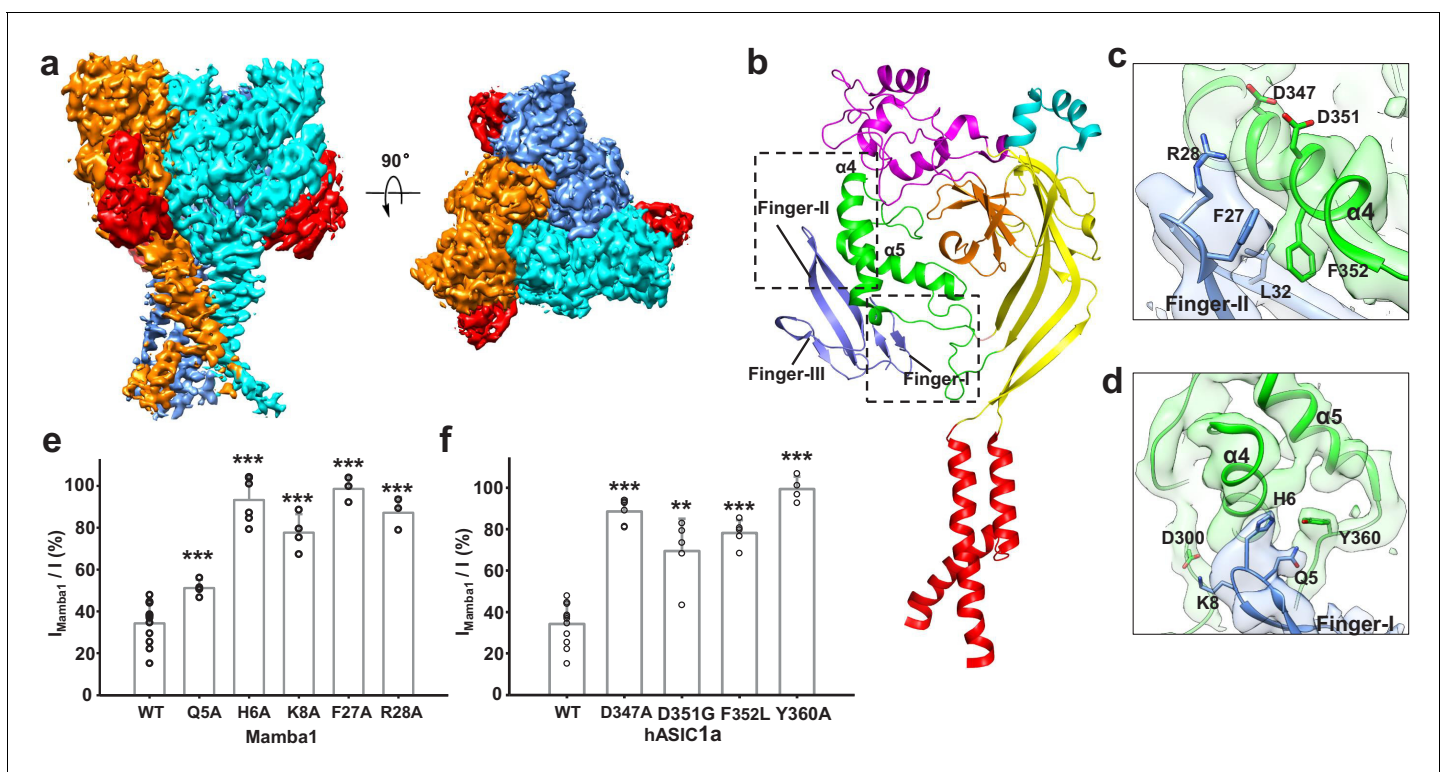 a
90°
b
α4
Finger-II
α5
Finger-III
Finger-I
c
D347
D351
R28
F27
α4
F352
L32
Finger-II
d
α5
α4
H6
D300
Y360
Q5
K8
Finger-I
e
I Mamba1 / I (%)
100
80
60
40
20
0
***
***
***
***
***
WT Q5A H6A K8A F27A R28A
Mamba1
f
I Mamba1 / I (%)
100
80
60
40
20
0
***
**
***
***
WT D347A D351G F352L Y360A
hASIC1a